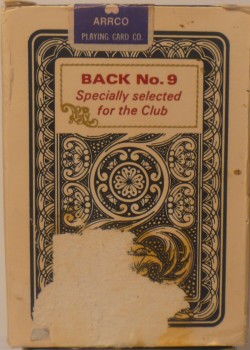 ARRCO
PLAYING CARD CO.
BACK No. 9
Specially selected
for the Club